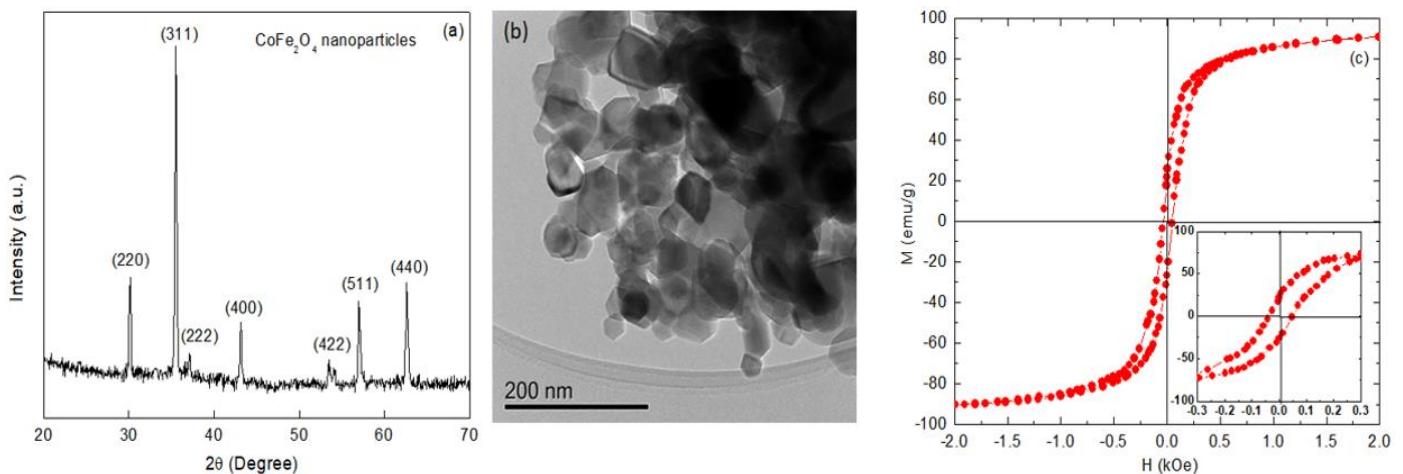 (a)
CoFe₂O₄ nanoparticles
(311)
(220)
(222)
(400)
(422)
(511)
(440)
Intensity (a.u.)
20 30 40 50 60 70
2θ (Degree)
(b)
200 nm
(c)
M (emu/g)
100
80
60
40
20
0
-20
-40
-60
-80
-100
-2.0 -1.5 -1.0 -0.5 0.0 0.5 1.0 1.5 2.0
H (kOe)
100
50
0
-50
-100
-0.3 -0.2 -0.1 0.0 0.1 0.2 0.3